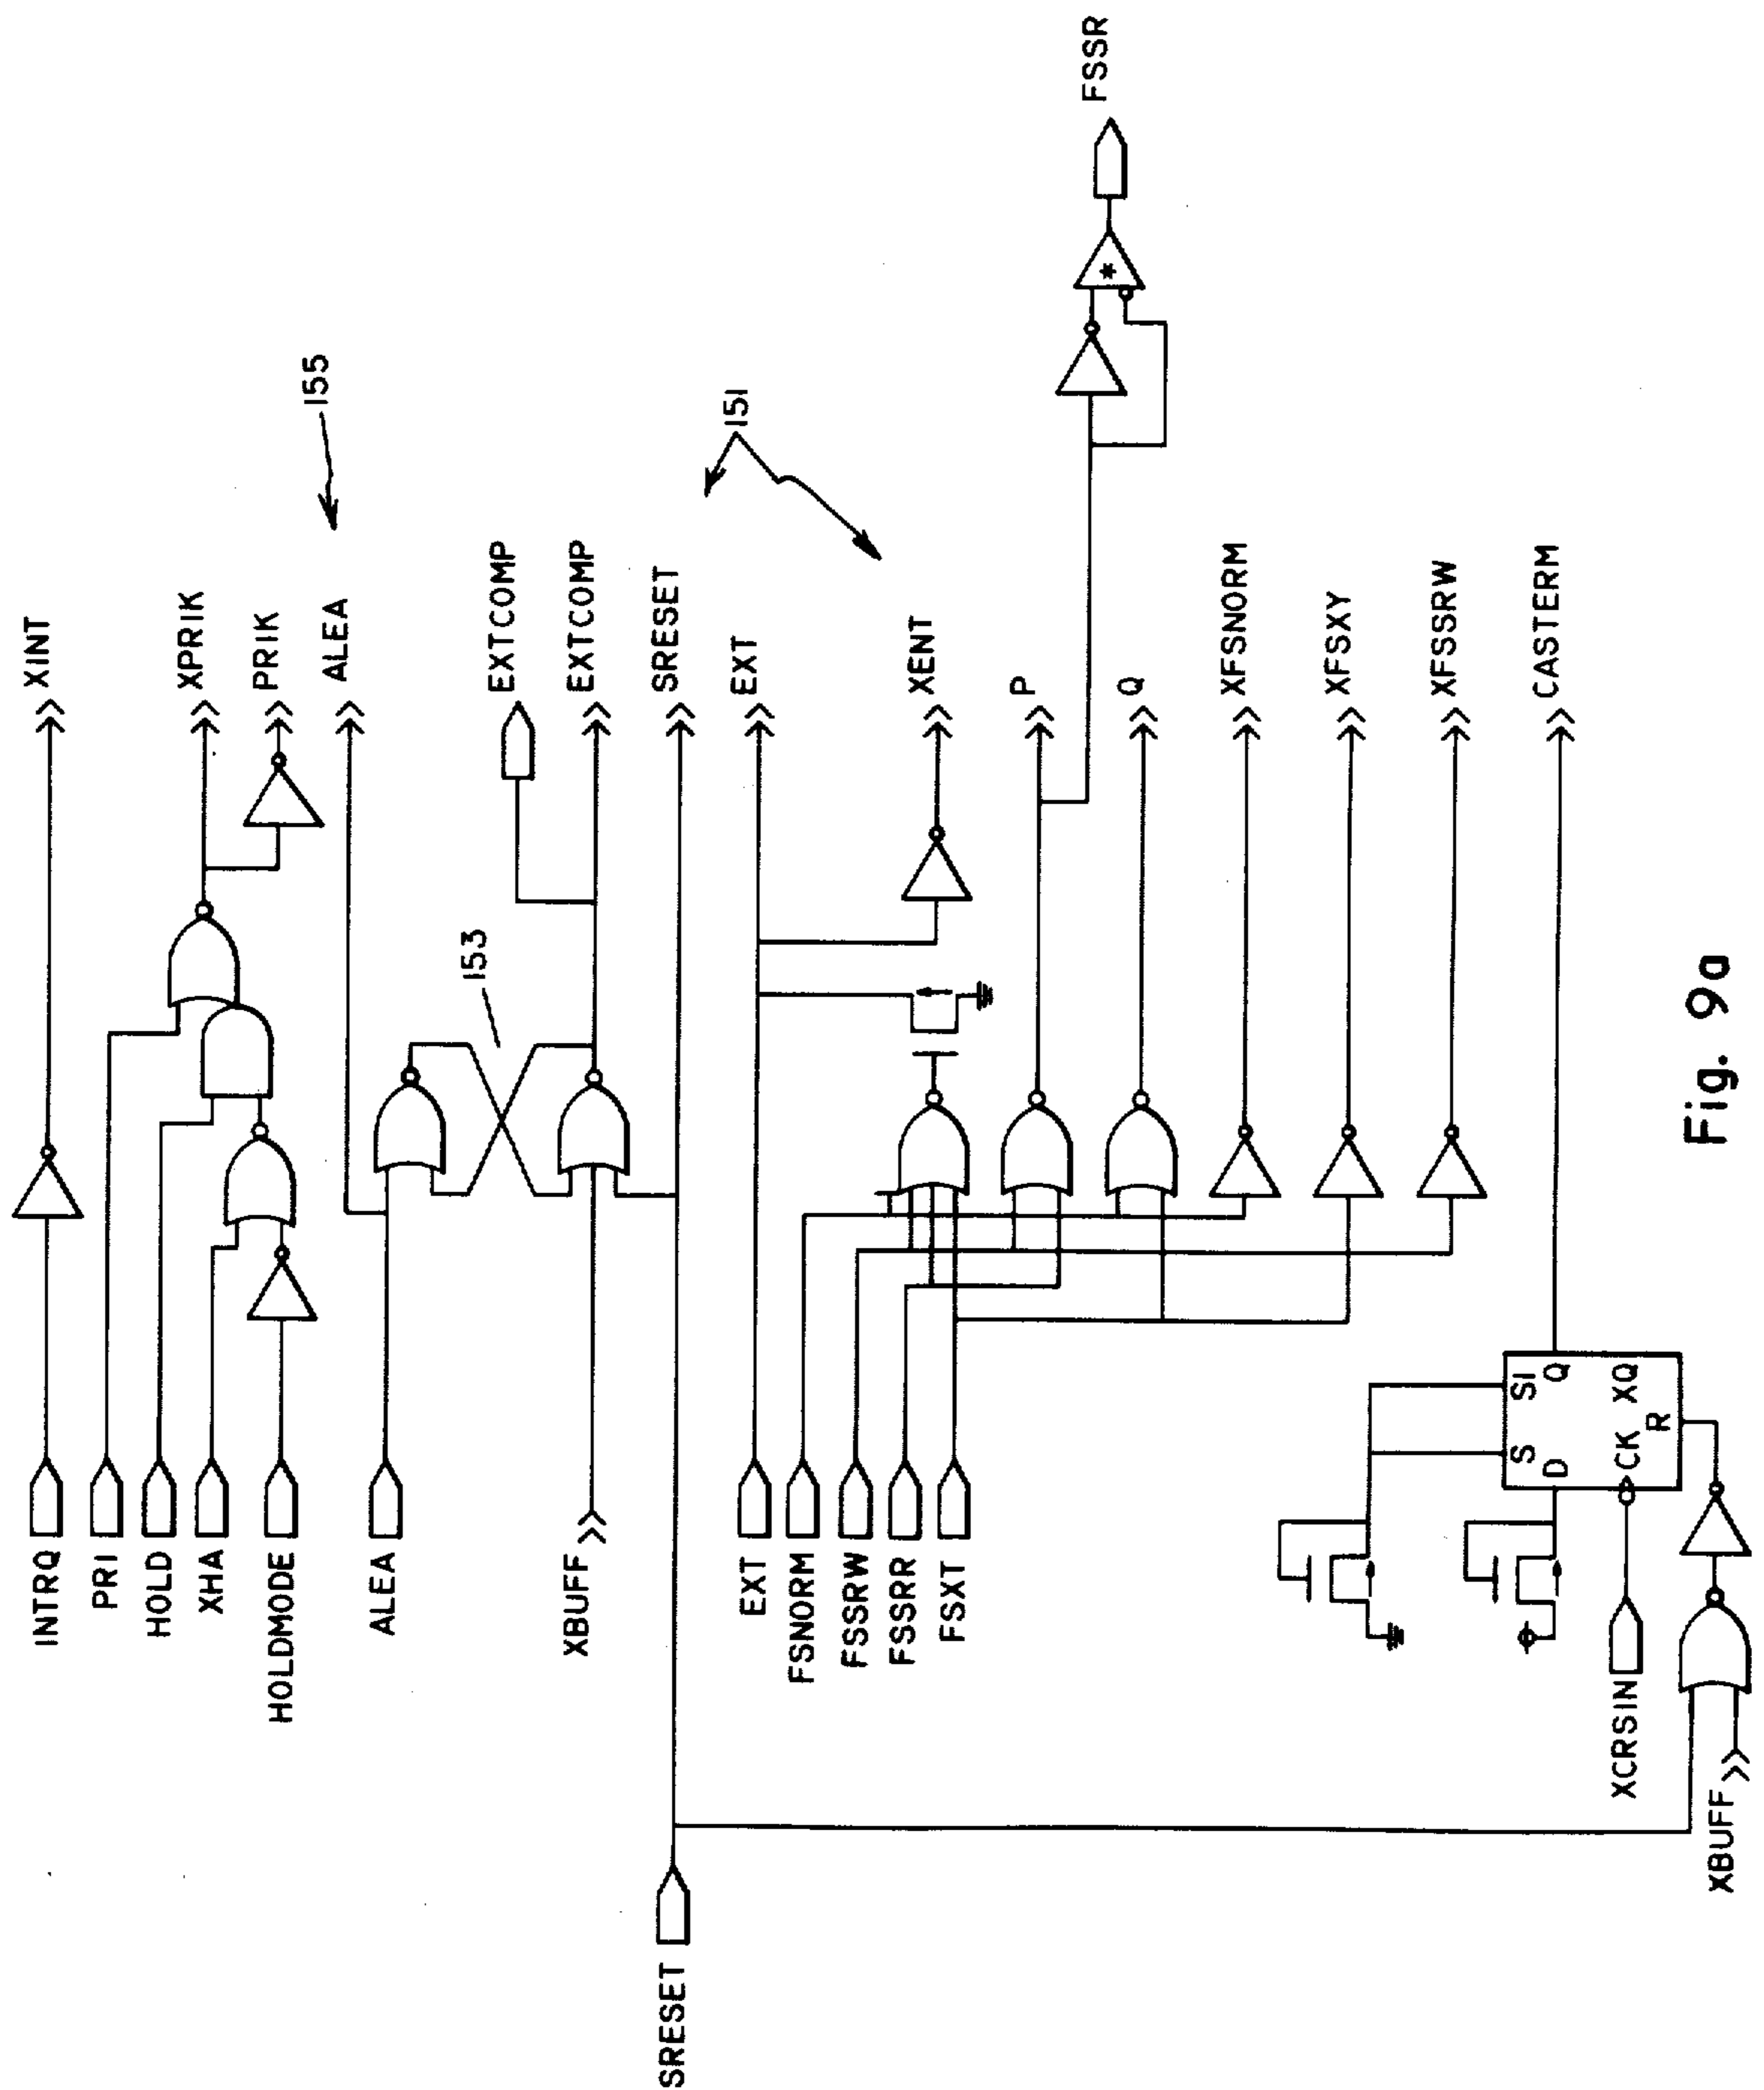 INTRQ
XINT
PRI
HOLD
XHA
HOLDMODE
XPRIK
PRIK
155
ALEA
ALEA
153
EXTCOMP
XBUFF
EXTCOMP
SRESET
SRESET
151
EXT
EXT
FSNORM
FSSRW
FSSRR
FSXT
XENT
P
FSSR
Q
XFSNORM
XFSXY
XFSSRW
S SI
D Q
CK XQ
R
CASTERM
XCRSIN
XBUFF
Fig. 9a
*